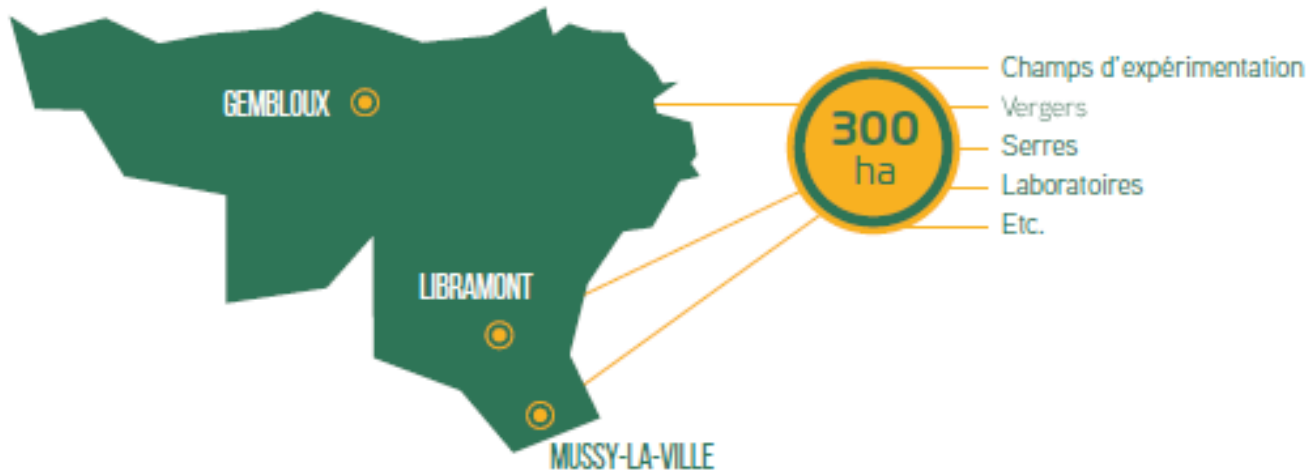 GEMBLOUX
LIBRAMONT
MUSSY-LA-VILLE
300
ha
Champs d'expérimentation
Vergers
Serres
Laboratoires
Etc.